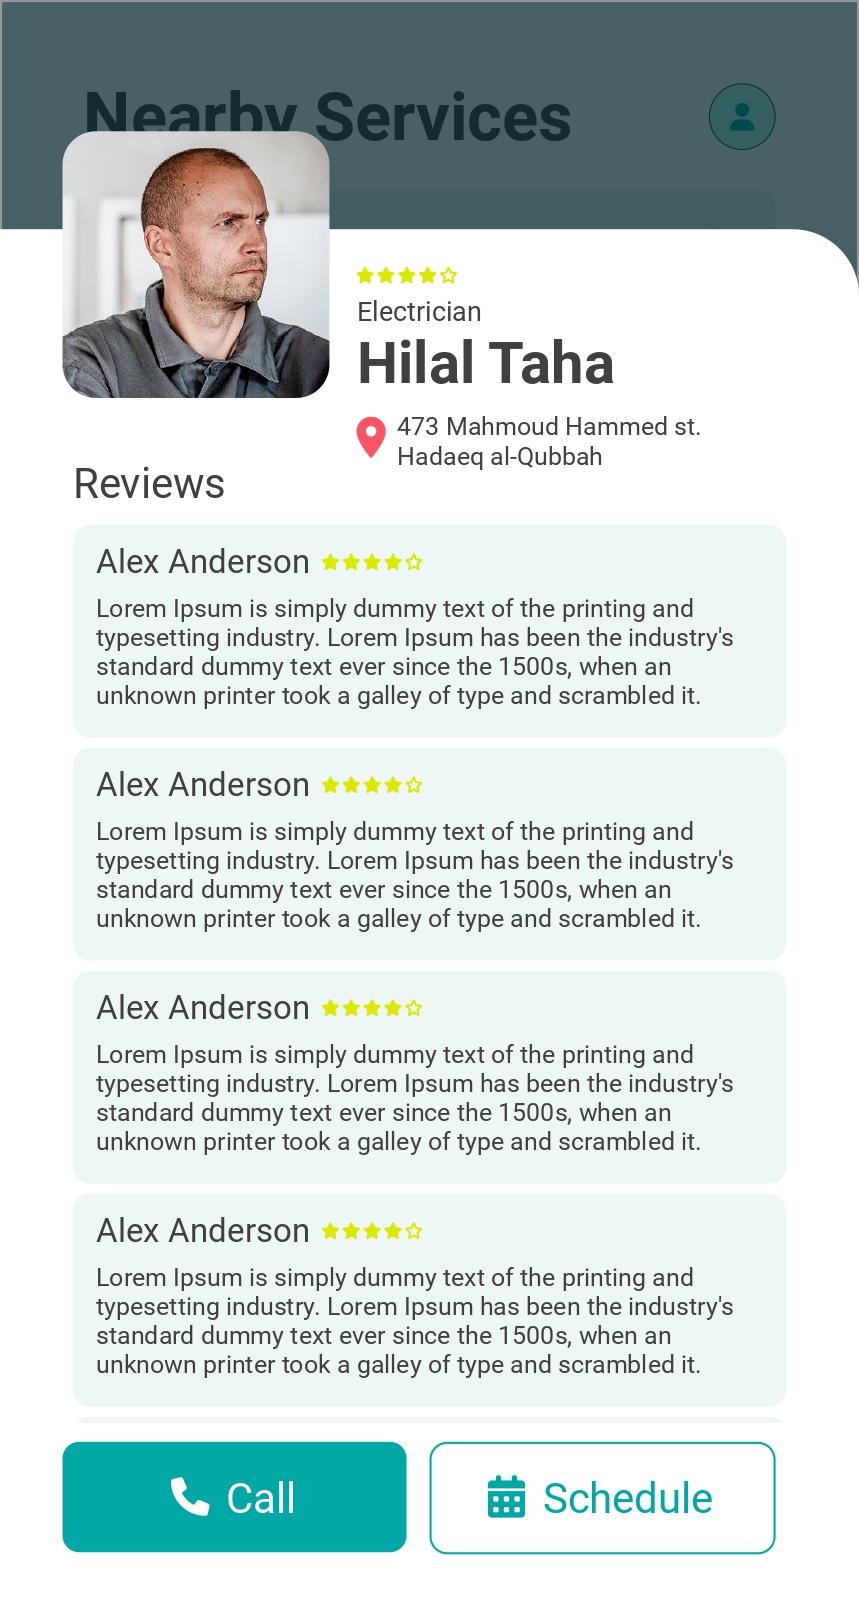 Nearby Services
Electrician
Hilal Taha
473 Mahmoud Hammed st.
Hadaeq al-Qubbah
Reviews
Alex Anderson
Lorem Ipsum is simply dummy text of the printing and
typesetting industry. Lorem Ipsum has been the industry's
standard dummy text ever since the 1500s, when an
unknown printer took a galley of type and scrambled it.
Alex Anderson
Lorem Ipsum is simply dummy text of the printing and
typesetting industry. Lorem Ipsum has been the industry's
standard dummy text ever since the 1500s, when an
unknown printer took a galley of type and scrambled it.
Alex Anderson
Lorem Ipsum is simply dummy text of the printing and
typesetting industry. Lorem Ipsum has been the industry's
standard dummy text ever since the 1500s, when an
unknown printer took a galley of type and scrambled it.
Alex Anderson
Lorem Ipsum is simply dummy text of the printing and
typesetting industry. Lorem Ipsum has been the industry's
standard dummy text ever since the 1500s, when an
unknown printer took a galley of type and scrambled it.
Call
Schedule